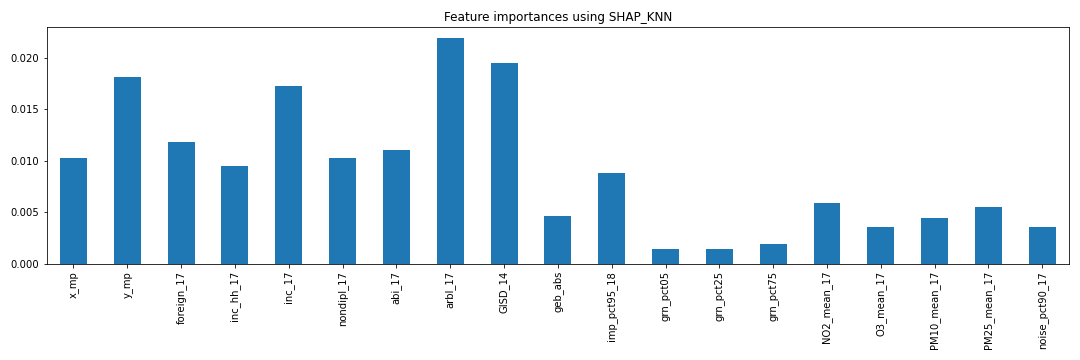 Feature importances using SHAP_KNN
0.020
0.015
0.010
0.005
0.000
x_mp
y_mp
foreign_17
inc_hh_17
inc_17
nondipl_17
abi_17
arbl_17
GISD_14
geb_abs
imp_pct95_18
grn_pct05
grn_pct25
grn_pct75
NO2_mean_17
O3_mean_17
PM10_mean_17
PM25_mean_17
noise_pct90_17